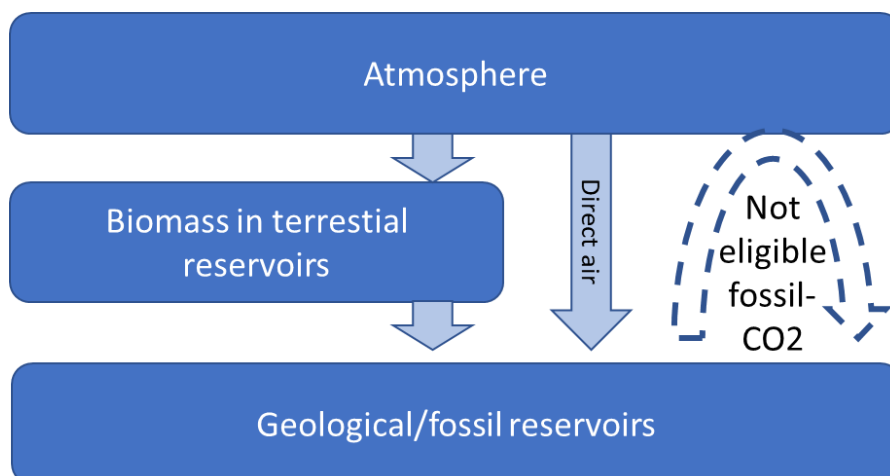 Atmosphere
Biomass in terrestial
reservoirs
Direct air
Not
eligible
fossil-
CO2
Geological/fossil reservoirs